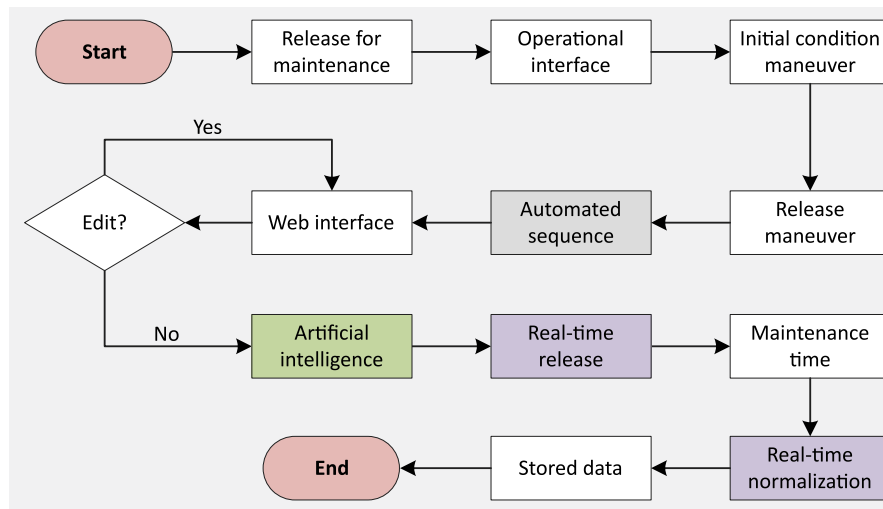 Start
Release for
maintenance
Operational
interface
Initial condition
maneuver
Yes
Edit?
Web interface
Automated
sequence
Release
maneuver
No
Artificial
intelligence
Real-time
release
Maintenance
time
End
Stored data
Real-time
normalization